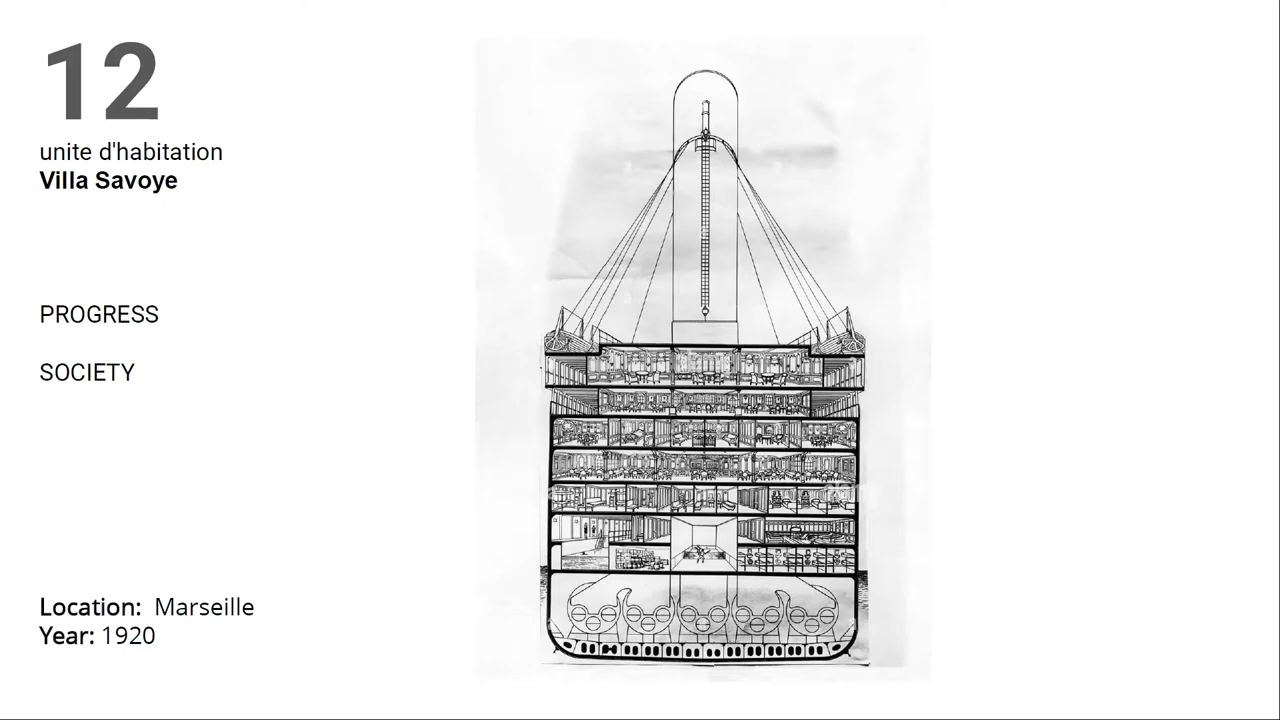 12
unite d'habitation
Villa Savoye
PROGRESS
SOCIETY
Location: Marseille
Year: 1920